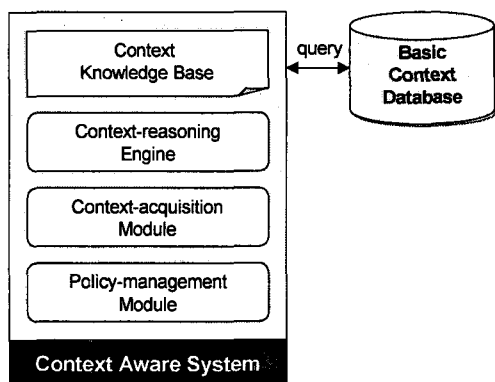 Context
Knowledge Base
query
Basic
Context
Database
Context-reasoning
Engine
Context-acquisition
Module
Policy-management
Module
Context Aware System